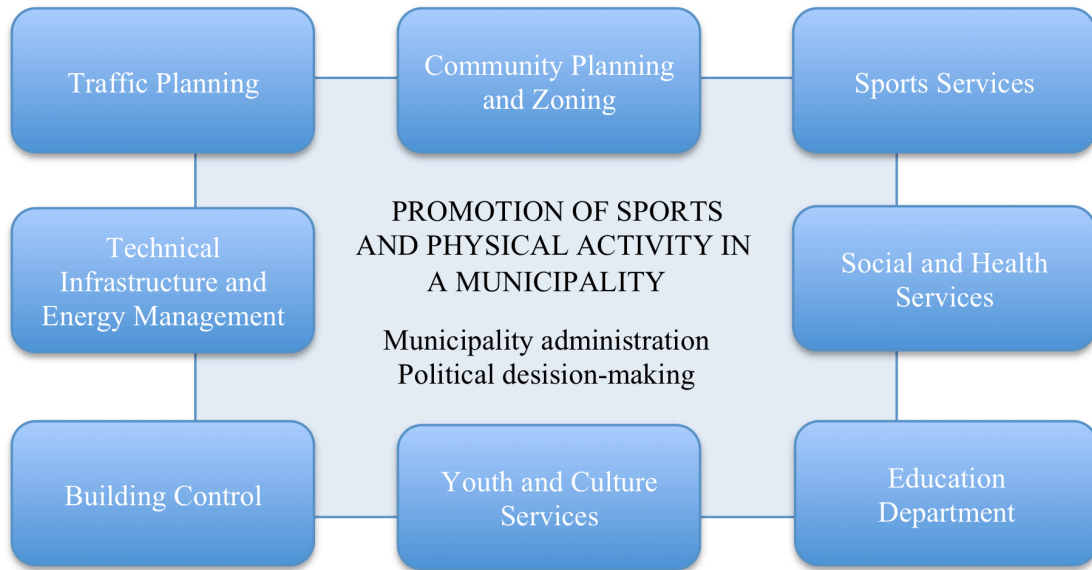 Traffic Planning
Community Planning
and Zoning
Sports Services
PROMOTION OF SPORTS
AND PHYSICAL ACTIVITY IN
A MUNICIPALITY
Municipality administration
Political desision-making
Technical
Infrastructure and
Energy Management
Social and Health
Services
Building Control
Youth and Culture
Services
Education
Department